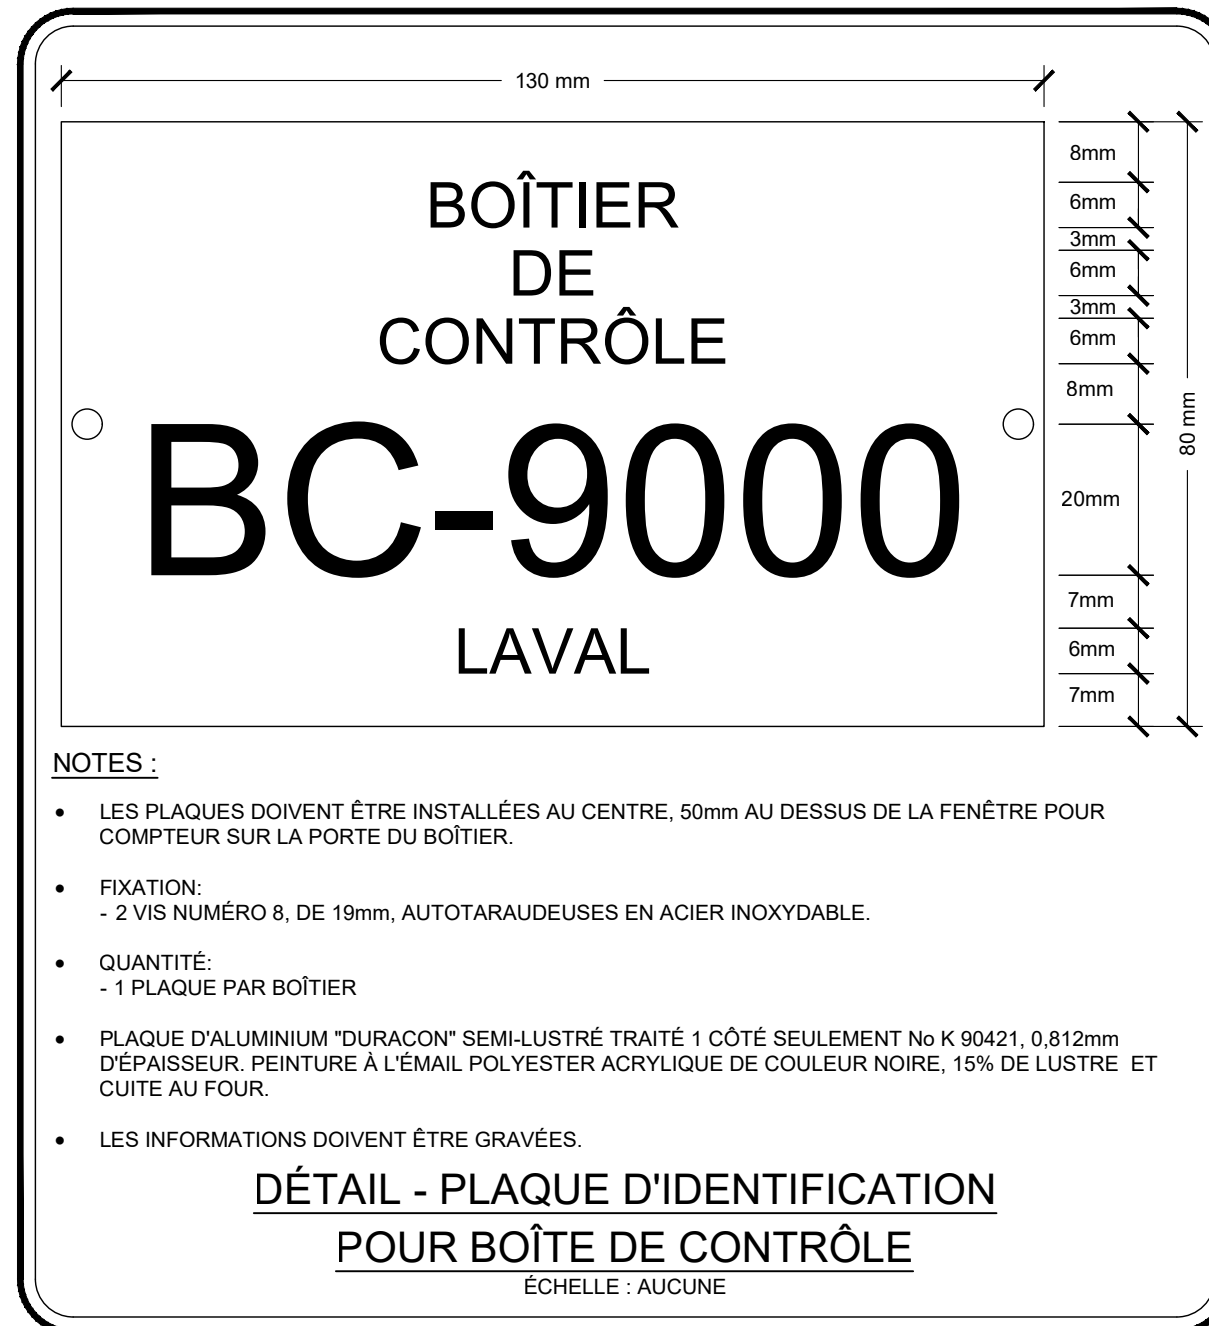 130 mm
8mm
6mm
3mm
6mm
3mm
6mm
8mm
20mm
7mm
6mm
7mm
80 mm
BOÎTIER
DE
CONTRÔLE
BC-9000
LAVAL
NOTES :
• LES PLAQUES DOIVENT ÊTRE INSTALLÉES AU CENTRE, 50mm AU DESSUS DE LA FENÊTRE POUR
COMPTEUR SUR LA PORTE DU BOÎTIER.
• FIXATION:
- 2 VIS NUMÉRO 8, DE 19mm, AUTOTARAUDEUSES EN ACIER INOXYDABLE.
• QUANTITÉ:
- 1 PLAQUE PAR BOÎTIER
• PLAQUE D'ALUMINIUM "DURACON" SEMI-LUSTRÉ TRAITÉ 1 CÔTÉ SEULEMENT No K 90421, 0,812mm
D'ÉPAISSEUR. PEINTURE À L'ÉMAIL POLYESTER ACRYLIQUE DE COULEUR NOIRE, 15% DE LUSTRE ET
CUITE AU FOUR.
• LES INFORMATIONS DOIVENT ÊTRE GRAVÉES.
DÉTAIL - PLAQUE D'IDENTIFICATION
POUR BOÎTE DE CONTRÔLE
ÉCHELLE : AUCUNE